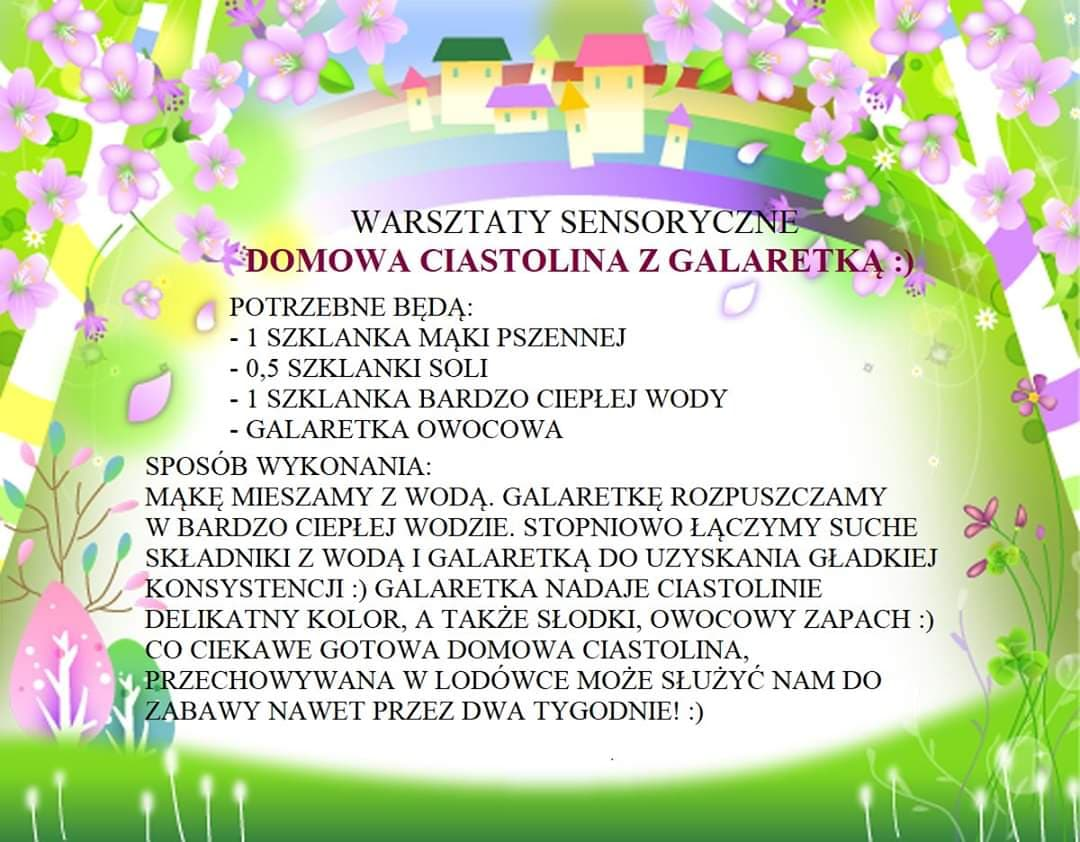 WARSZTATY SENSORYCZNE
DOMOWA CIASTOLINA Z GALARETKĄ :)
POTRZEBNE BĘDĄ:
- 1 SZKLANKA MĄKI PSZENNEJ
- 0,5 SZKLANKI SOLI
- 1 SZKLANKA BARDZO CIEPŁEJ WODY
- GALARETKA OWOCOWA
SPOSÓB WYKONANIA:
MĄKĘ MIESZAMY Z WODĄ. GALARETKĘ ROZPUSZCZAMY
W BARDZO CIEPŁEJ WODZIE. STOPNIOWO ŁĄCZYMY SUCHE
SKŁADNIKI Z WODĄ I GALARETKĄ DO UZYSKANIA GŁADKIEJ
KONSYSTENCJI :) GALARETKA NADAJE CIASTOLINIE
DELIKATNY KOLOR, A TAKŻE SŁODKI, OWOCOWY ZAPACH :)
CO CIEKAWE GOTOWA DOMOWA CIASTOLINA,
PRZECHOWYWANA W LODÓWCE MOŻE SŁUŻYĆ NAM DO
ZABAWY NAWET PRZEZ DWA TYGODNIE! :)
.